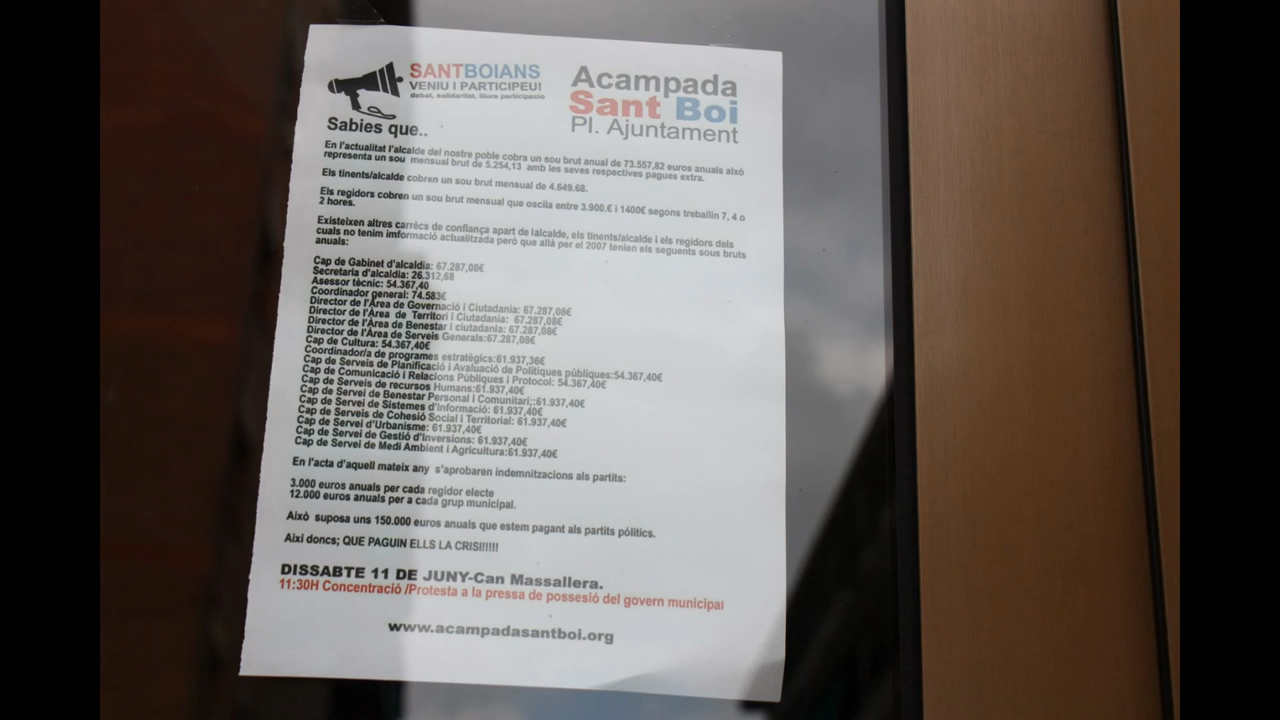 SANTBOIANS
VENIU I PARTICIPEU!
debat, solidaritat, lliure participacio
Acampada
Sant Boi
Pl. Ajuntament
Sabies que..
En l'actualitat l'alcalde del nostre poble cobra un sou brut anual de 73.557,82 euros anuals això
representa un sou mensual brut de 5.254,13 amb les seves respectives pagues extra.
Els tinents/alcalde cobren un sou brut mensual de 4.649.68.
Els regidors cobren un sou brut mensual que oscila entre 3.900.€ i 1400€ segons treballin 7, 4 o
2 hores.
Existeixen altres carrècs de confiança apart de lalcalde, els tinents/alcalde i els regidors dels
cuals no tenim imformació actualitzada però que allà per el 2007 tenien els seguents sous bruts
anuals:
Cap de Gabinet d'alcaldia: 67.287,08€
Secretaria d'alcaldia: 26.312,68
Asessor tècnic: 54.367,40
Coordinador general: 74.583€
Director de l'Área de Governació i Ciutadania: 67.287,08€
Director de l'Área de Territori i Ciutadania: 67.287,08€
Director de l'Área de Benestar i ciutadania: 67.287,08€
Director de l'Área de Serveis Generals:67.287,08€
Cap de Cultura: 54.367,40€
Coordinador/a de programes estratègics:61.937,36€
Cap de Serveis de Planificació i Avaluació de Polítiques públiques:54.367,40€
Cap de Comunicació i Relacions Públiques i Protocol: 54.367,40€
Cap de Serveis de recursos Humans:61.937,40€
Cap de Servei de Benestar Personal i Comunitari;:61.937,40€
Cap de Servei de Sistemes d'Informació: 61.937,40€
Cap de Serveis de Cohesió Social i Territorial: 61.937,40€
Cap de Servei d'Urbanisme: 61.937,40€
Cap de Servei de Gestió d'Inversions: 61.937,40€
Cap de Servei de Medi Ambient i Agricultura:61.937,40€
En l'acta d'aquell mateix any s'aprobaren indemnitzacions als partits:
3.000 euros anuals per cada regidor electe
12.000 euros anuals per a cada grup municipal.
Això suposa uns 150.000 euros anuals que estem pagant als partits pólitics.
Així doncs; QUE PAGUIN ELLS LA CRISI!!!!!
DISSABTE 11 DE JUNY-Can Massallera.
11:30H Concentració /Protesta a la pressa de possesió del govern municipal
www.acampadasantboi.org